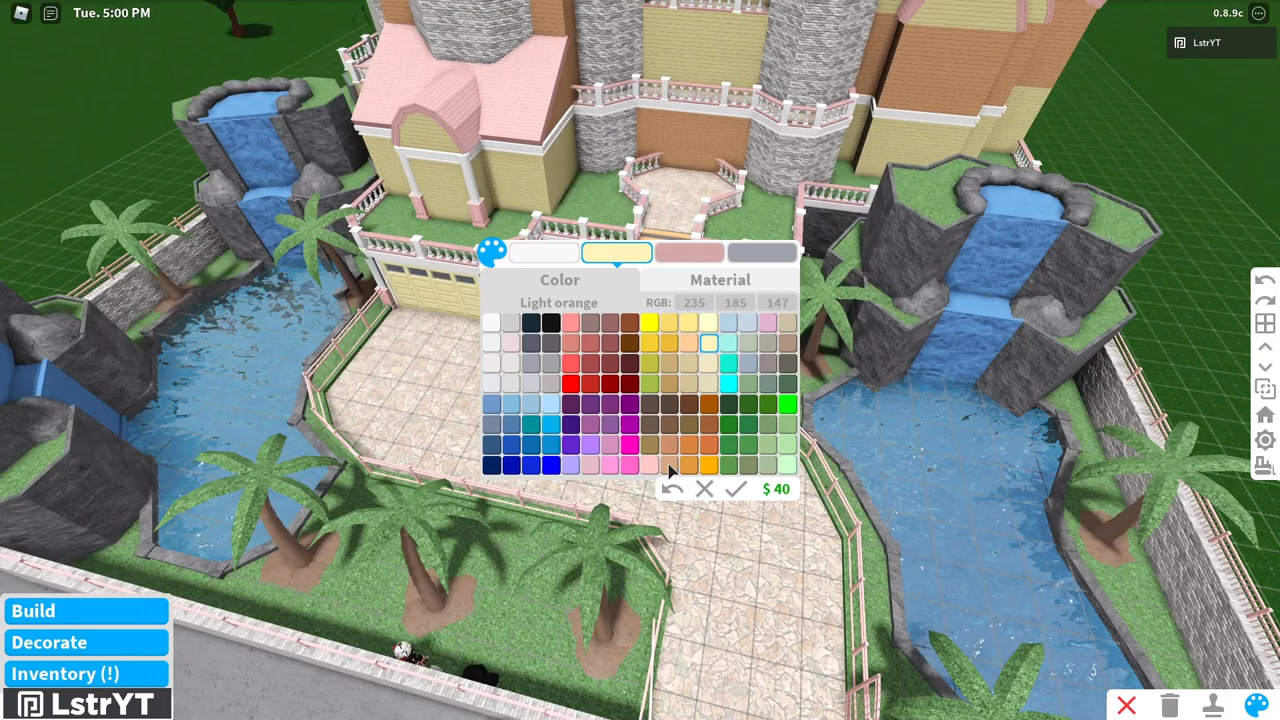 Tue. 5:00 PM
0.8.9c
LstrYT
Color
Material
Light orange
RGB: 235 185 147
$ 40
Build
Decorate
Inventory (!)
LstrYT